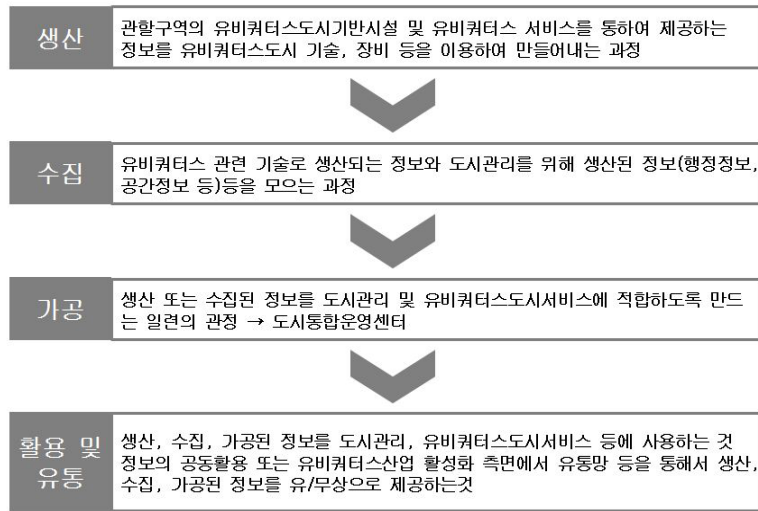 생산
관할구역의 유비쿼터스도시기반시설 및 유비쿼터스 서비스를 통하여 제공하는
정보를 유비쿼터스도시 기술, 장비 등을 이용하여 만들어내는 과정
수집
유비쿼터스 관련 기술로 생산되는 정보와 도시관리를 위해 생산된 정보(행정정보,
공간정보 등)등을 모으는 과정
가공
생산 또는 수집된 정보를 도시관리 및 유비쿼터스도시서비스에 적합하도록 만드
는 일련의 관정 → 도시통합운영센터
활용 및
유통
생산, 수집, 가공된 정보를 도시관리, 유비쿼터스도시서비스 등에 사용하는 것
정보의 공동활용 또는 유비쿼터스산업 활성화 측면에서 유통망 등을 통해서 생산,
수집, 가공된 정보를 유/무상으로 제공하는것